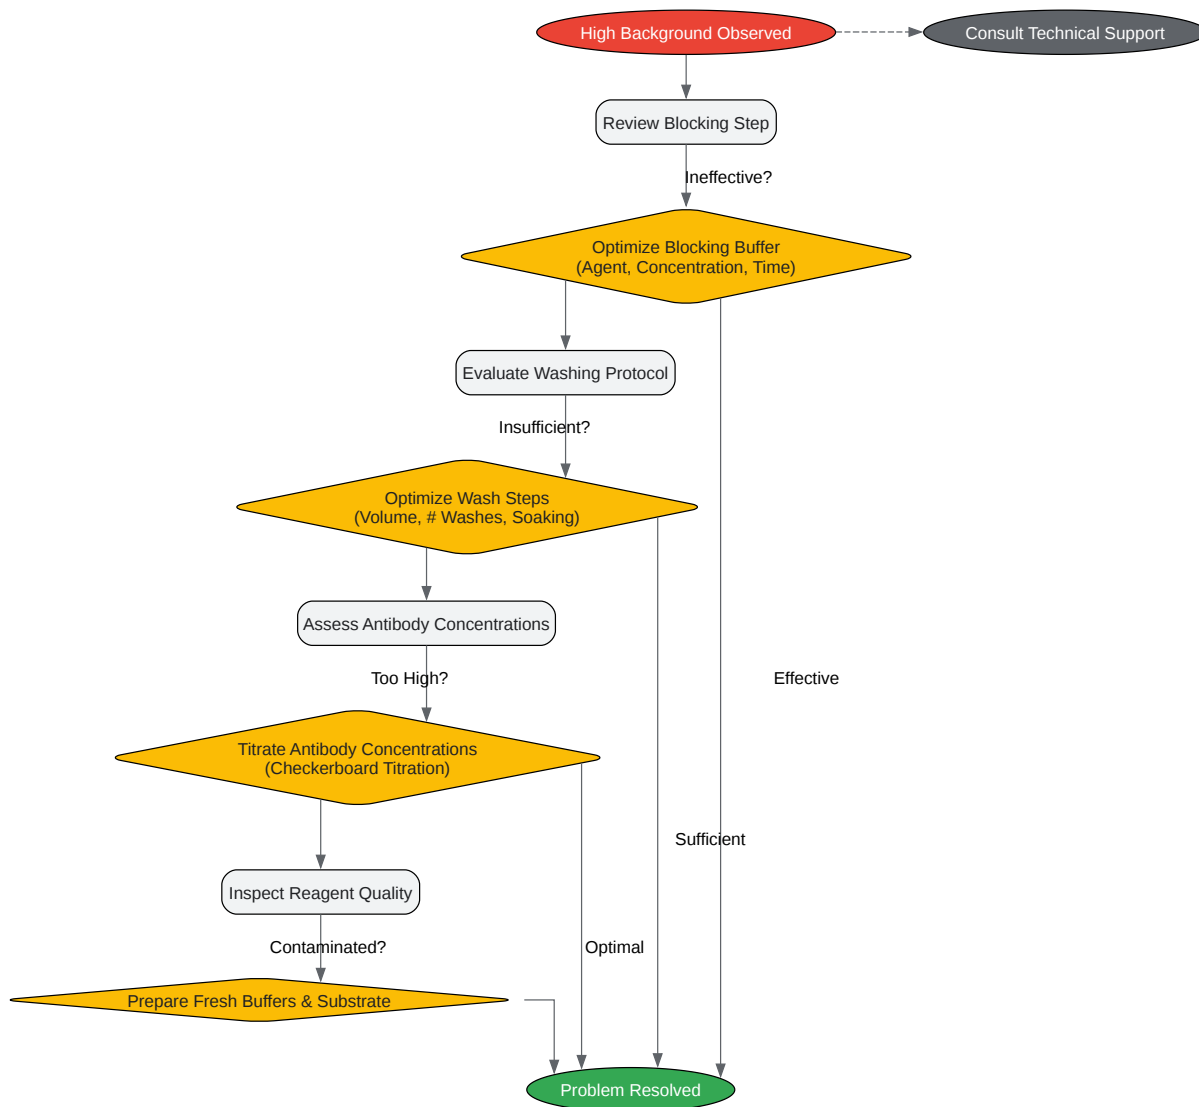 High Background Observed
Consult Technical Support
Review Blocking Step
Ineffective?
Optimize Blocking Buffer
(Agent, Concentration, Time)
Evaluate Washing Protocol
Insufficient?
Optimize Wash Steps
(Volume, # Washes, Soaking)
Assess Antibody Concentrations
Too High?
Effective
Titrate Antibody Concentrations
(Checkerboard Titration)
Sufficient
Inspect Reagent Quality
Contaminated?
Optimal
Prepare Fresh Buffers & Substrate
Problem Resolved